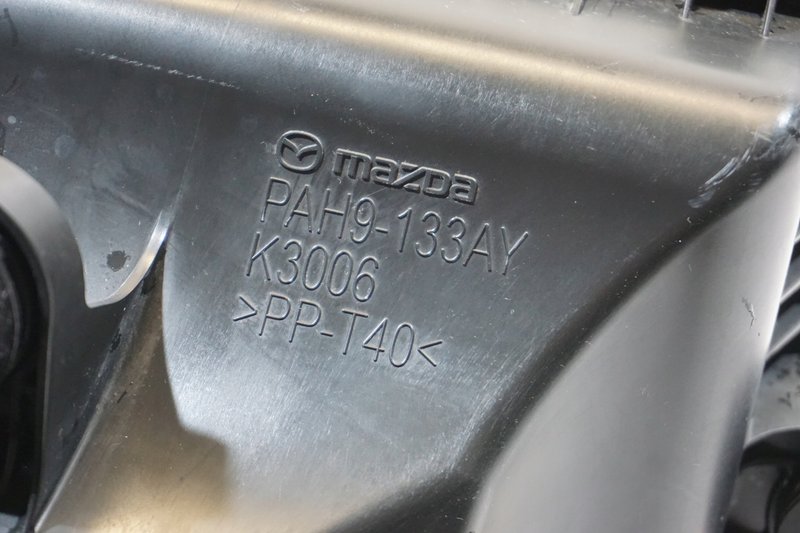 mazda
PAH9-133AY
K3006
>PP-T40<